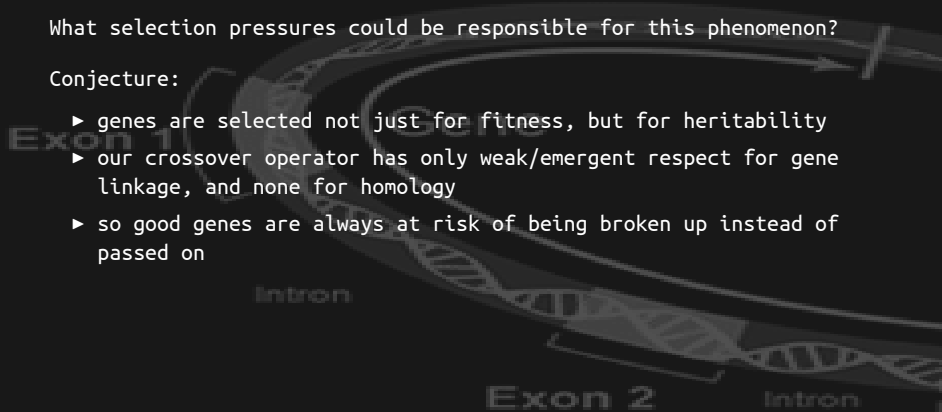 What selection pressures could be responsible for this phenomenon?
Conjecture:
▶ genes are selected not just for fitness, but for heritability
▶ our crossover operator has only weak/emergent respect for gene
linkage, and none for homology
▶ so good genes are always at risk of being broken up instead of
passed on
Gene
Exon 1
Intron
Exon 2
Intron